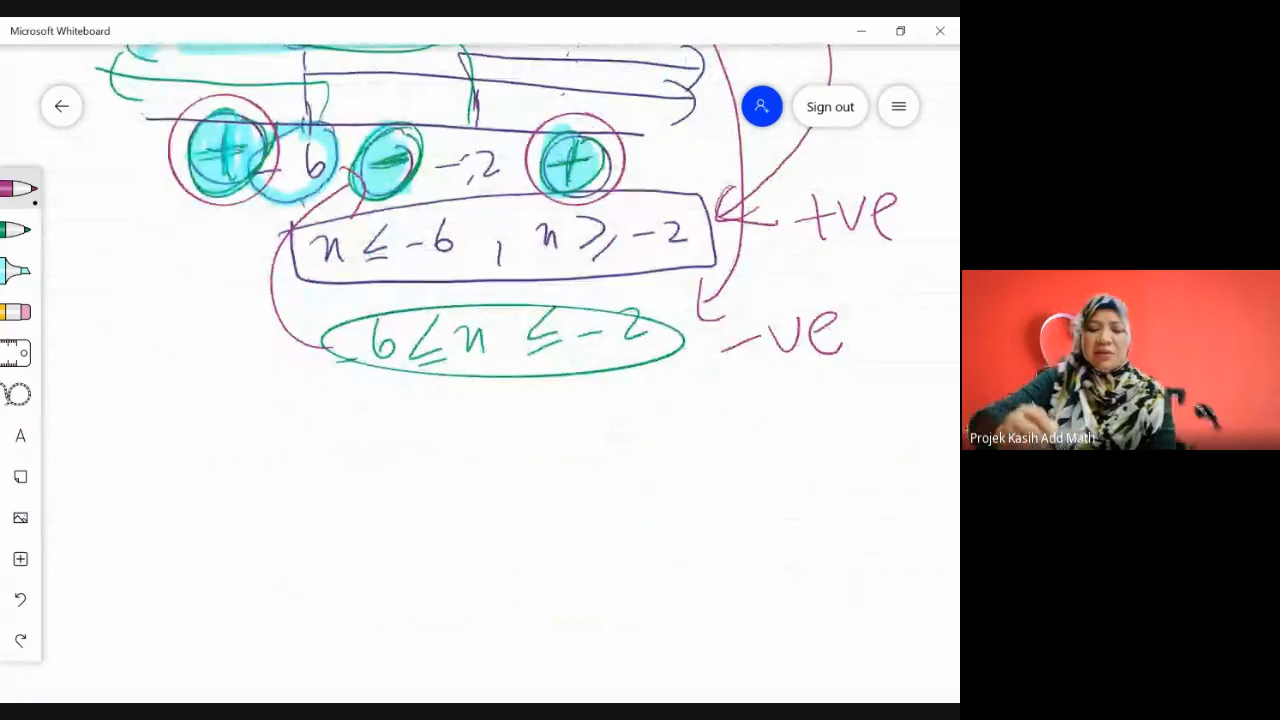 Microsoft Whiteboard
Sign out
+ -6 - -2 +
x ≤ -6 , x ≥ -2
+ve
-6 ≤ x ≤ -2
-ve
A
Projek Kasih Add Math